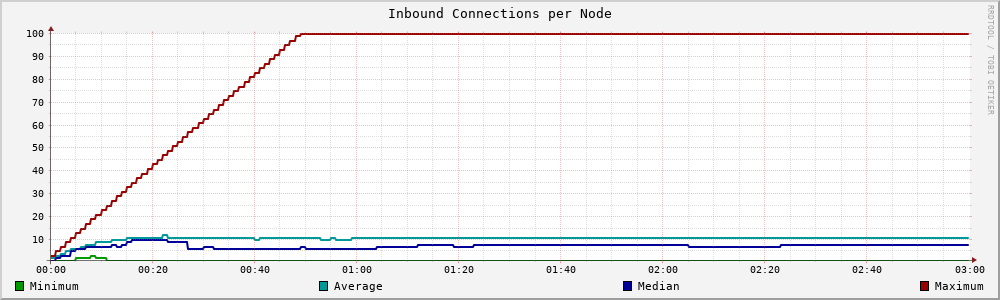 Inbound Connections per Node
RRDTOOL / TOBI OETIKER
100
90
80
70
60
50
40
30
20
10
00:00 00:20 00:40 01:00 01:20 01:40 02:00 02:20 02:40 03:00
Minimum Average Median Maximum